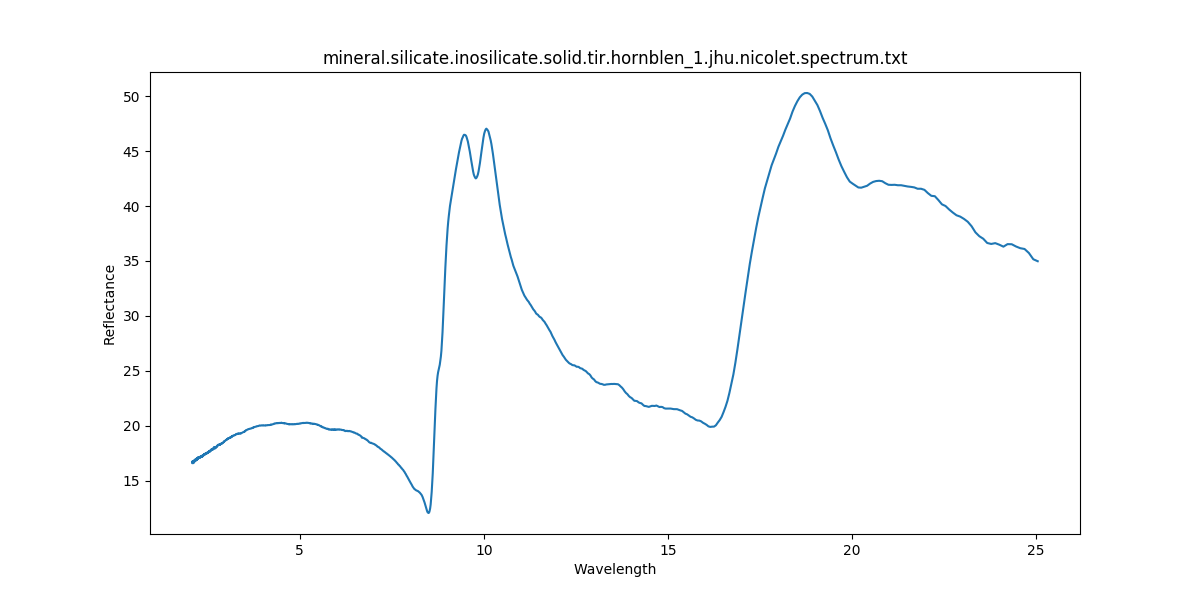 mineral.silicate.inosilicate.solid.tir.hornblen_1.jhu.nicolet.spectrum.txt
50
45
40
35
30
25
20
15
Reflectance
5 10 15 20 25
Wavelength